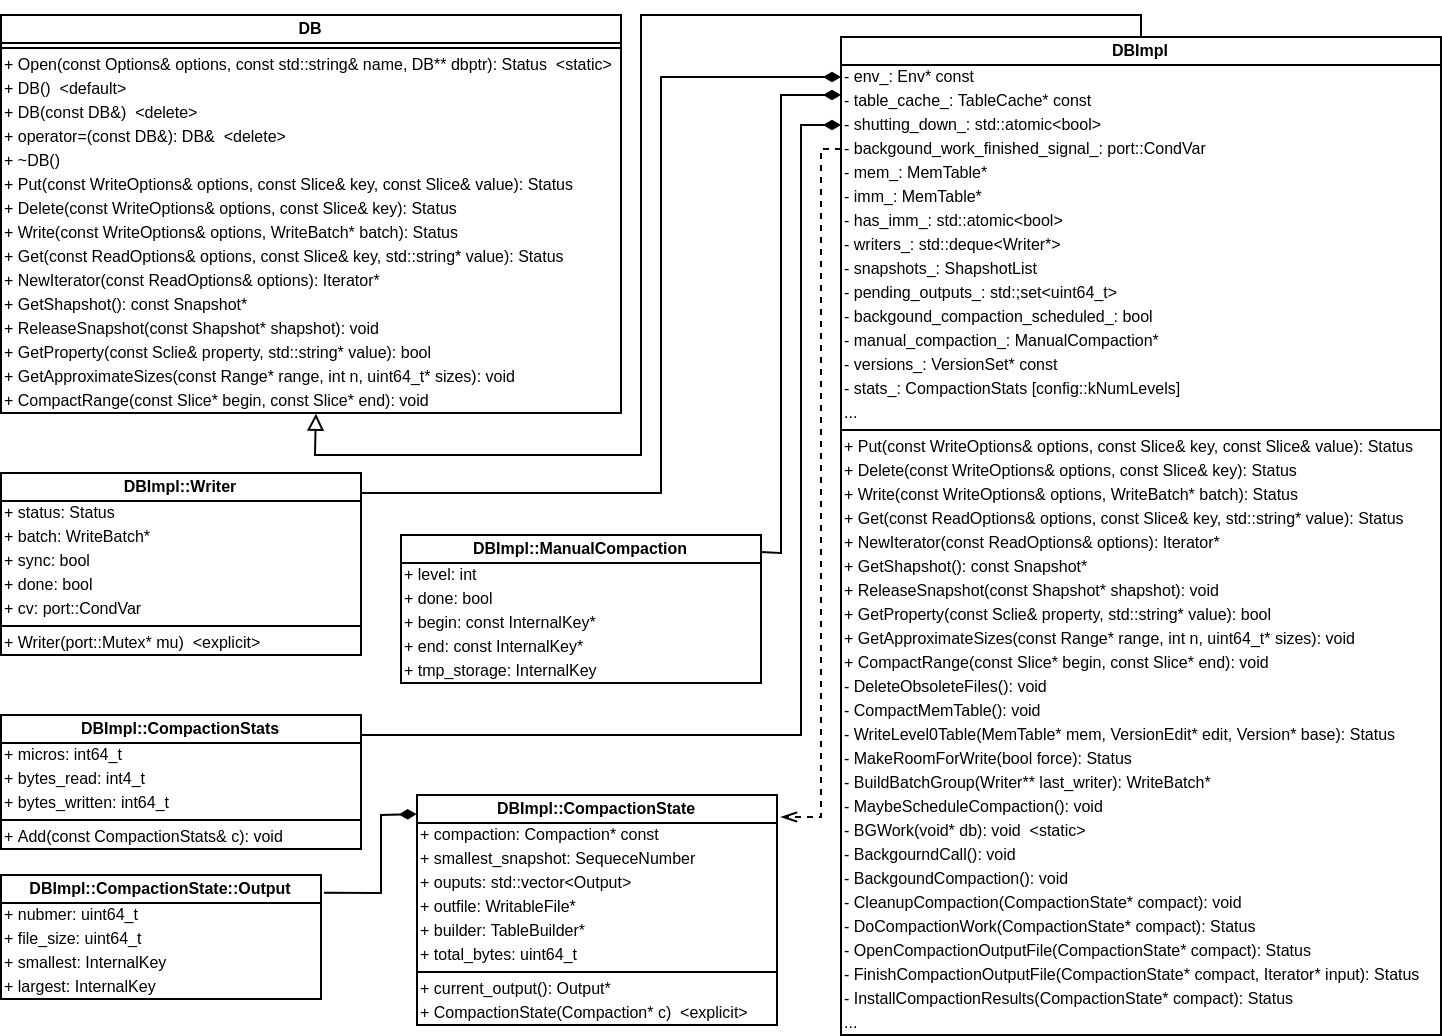 DB
+ Open(const Options& options, const std::string& name, DB** dbptr): Status  <static>
+ DB()  <default>
+ DB(const DB&)  <delete>
+ operator=(const DB&): DB&  <delete>
+ ~DB()
+ Put(const WriteOptions& options, const Slice& key, const Slice& value): Status
+ Delete(const WriteOptions& options, const Slice& key): Status
+ Write(const WriteOptions& options, WriteBatch* batch): Status
+ Get(const ReadOptions& options, const Slice& key, std::string* value): Status
+ NewIterator(const ReadOptions& options): Iterator*
+ GetShapshot(): const Snapshot*
+ ReleaseSnapshot(const Shapshot* shapshot): void
+ GetProperty(const Sclie& property, std::string* value): bool
+ GetApproximateSizes(const Range* range, int n, uint64_t* sizes): void
+ CompactRange(const Slice* begin, const Slice* end): void
DBImpl::Writer
+ status: Status
+ batch: WriteBatch*
+ sync: bool
+ done: bool
+ cv: port::CondVar
+ Writer(port::Mutex* mu)  <explicit>
DBImpl::ManualCompaction
+ level: int
+ done: bool
+ begin: const InternalKey*
+ end: const InternalKey*
+ tmp_storage: InternalKey
DBImpl::CompactionStats
+ micros: int64_t
+ bytes_read: int4_t
+ bytes_written: int64_t
+ Add(const CompactionStats& c): void
DBImpl::CompactionState::Output
+ nubmer: uint64_t
+ file_size: uint64_t
+ smallest: InternalKey
+ largest: InternalKey
DBImpl::CompactionState
+ compaction: Compaction* const
+ smallest_snapshot: SequeceNumber
+ ouputs: std::vector<Output>
+ outfile: WritableFile*
+ builder: TableBuilder*
+ total_bytes: uint64_t
+ current_output(): Output*
+ CompactionState(Compaction* c)  <explicit>
DBImpl
- env_: Env* const
- table_cache_: TableCache* const
- shutting_down_: std::atomic<bool>
- backgound_work_finished_signal_: port::CondVar
- mem_: MemTable*
- imm_: MemTable*
- has_imm_: std::atomic<bool>
- writers_: std::deque<Writer*>
- snapshots_: ShapshotList
- pending_outputs_: std:;set<uint64_t>
- backgound_compaction_scheduled_: bool
- manual_compaction_: ManualCompaction*
- versions_: VersionSet* const
- stats_: CompactionStats [config::kNumLevels]
...
+ Put(const WriteOptions& options, const Slice& key, const Slice& value): Status
+ Delete(const WriteOptions& options, const Slice& key): Status
+ Write(const WriteOptions& options, WriteBatch* batch): Status
+ Get(const ReadOptions& options, const Slice& key, std::string* value): Status
+ NewIterator(const ReadOptions& options): Iterator*
+ GetShapshot(): const Snapshot*
+ ReleaseSnapshot(const Shapshot* shapshot): void
+ GetProperty(const Sclie& property, std::string* value): bool
+ GetApproximateSizes(const Range* range, int n, uint64_t* sizes): void
+ CompactRange(const Slice* begin, const Slice* end): void
- DeleteObsoleteFiles(): void
- CompactMemTable(): void
- WriteLevel0Table(MemTable* mem, VersionEdit* edit, Version* base): Status
- MakeRoomForWrite(bool force): Status
- BuildBatchGroup(Writer** last_writer): WriteBatch*
- MaybeScheduleCompaction(): void
- BGWork(void* db): void  <static>
- BackgourndCall(): void
- BackgoundCompaction(): void
- CleanupCompaction(CompactionState* compact): void
- DoCompactionWork(CompactionState* compact): Status
- OpenCompactionOutputFile(CompactionState* compact): Status
- FinishCompactionOutputFile(CompactionState* compact, Iterator* input): Status
- InstallCompactionResults(CompactionState* compact): Status
...